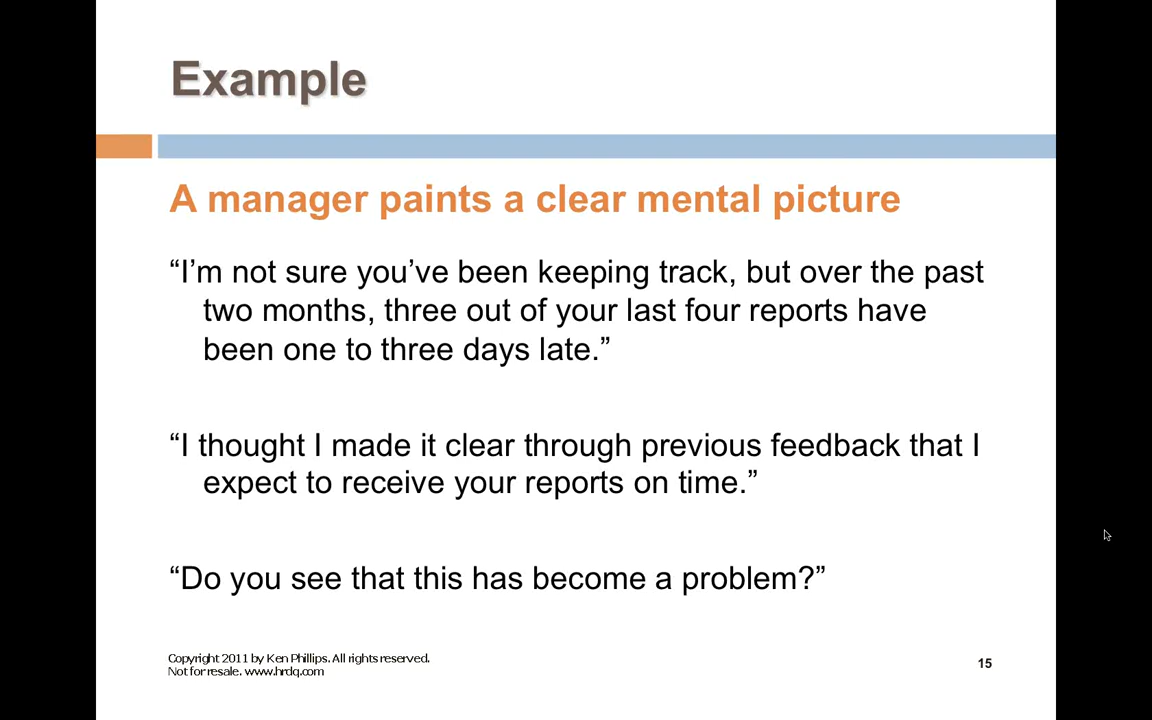 Example
A manager paints a clear mental picture
“I’m not sure you’ve been keeping track, but over the past
two months, three out of your last four reports have
been one to three days late.”
“I thought I made it clear through previous feedback that I
expect to receive your reports on time.”
“Do you see that this has become a problem?”
Copyright 2011 by Ken Phillips. All rights reserved.
Not for resale. www.hrdq.com
15